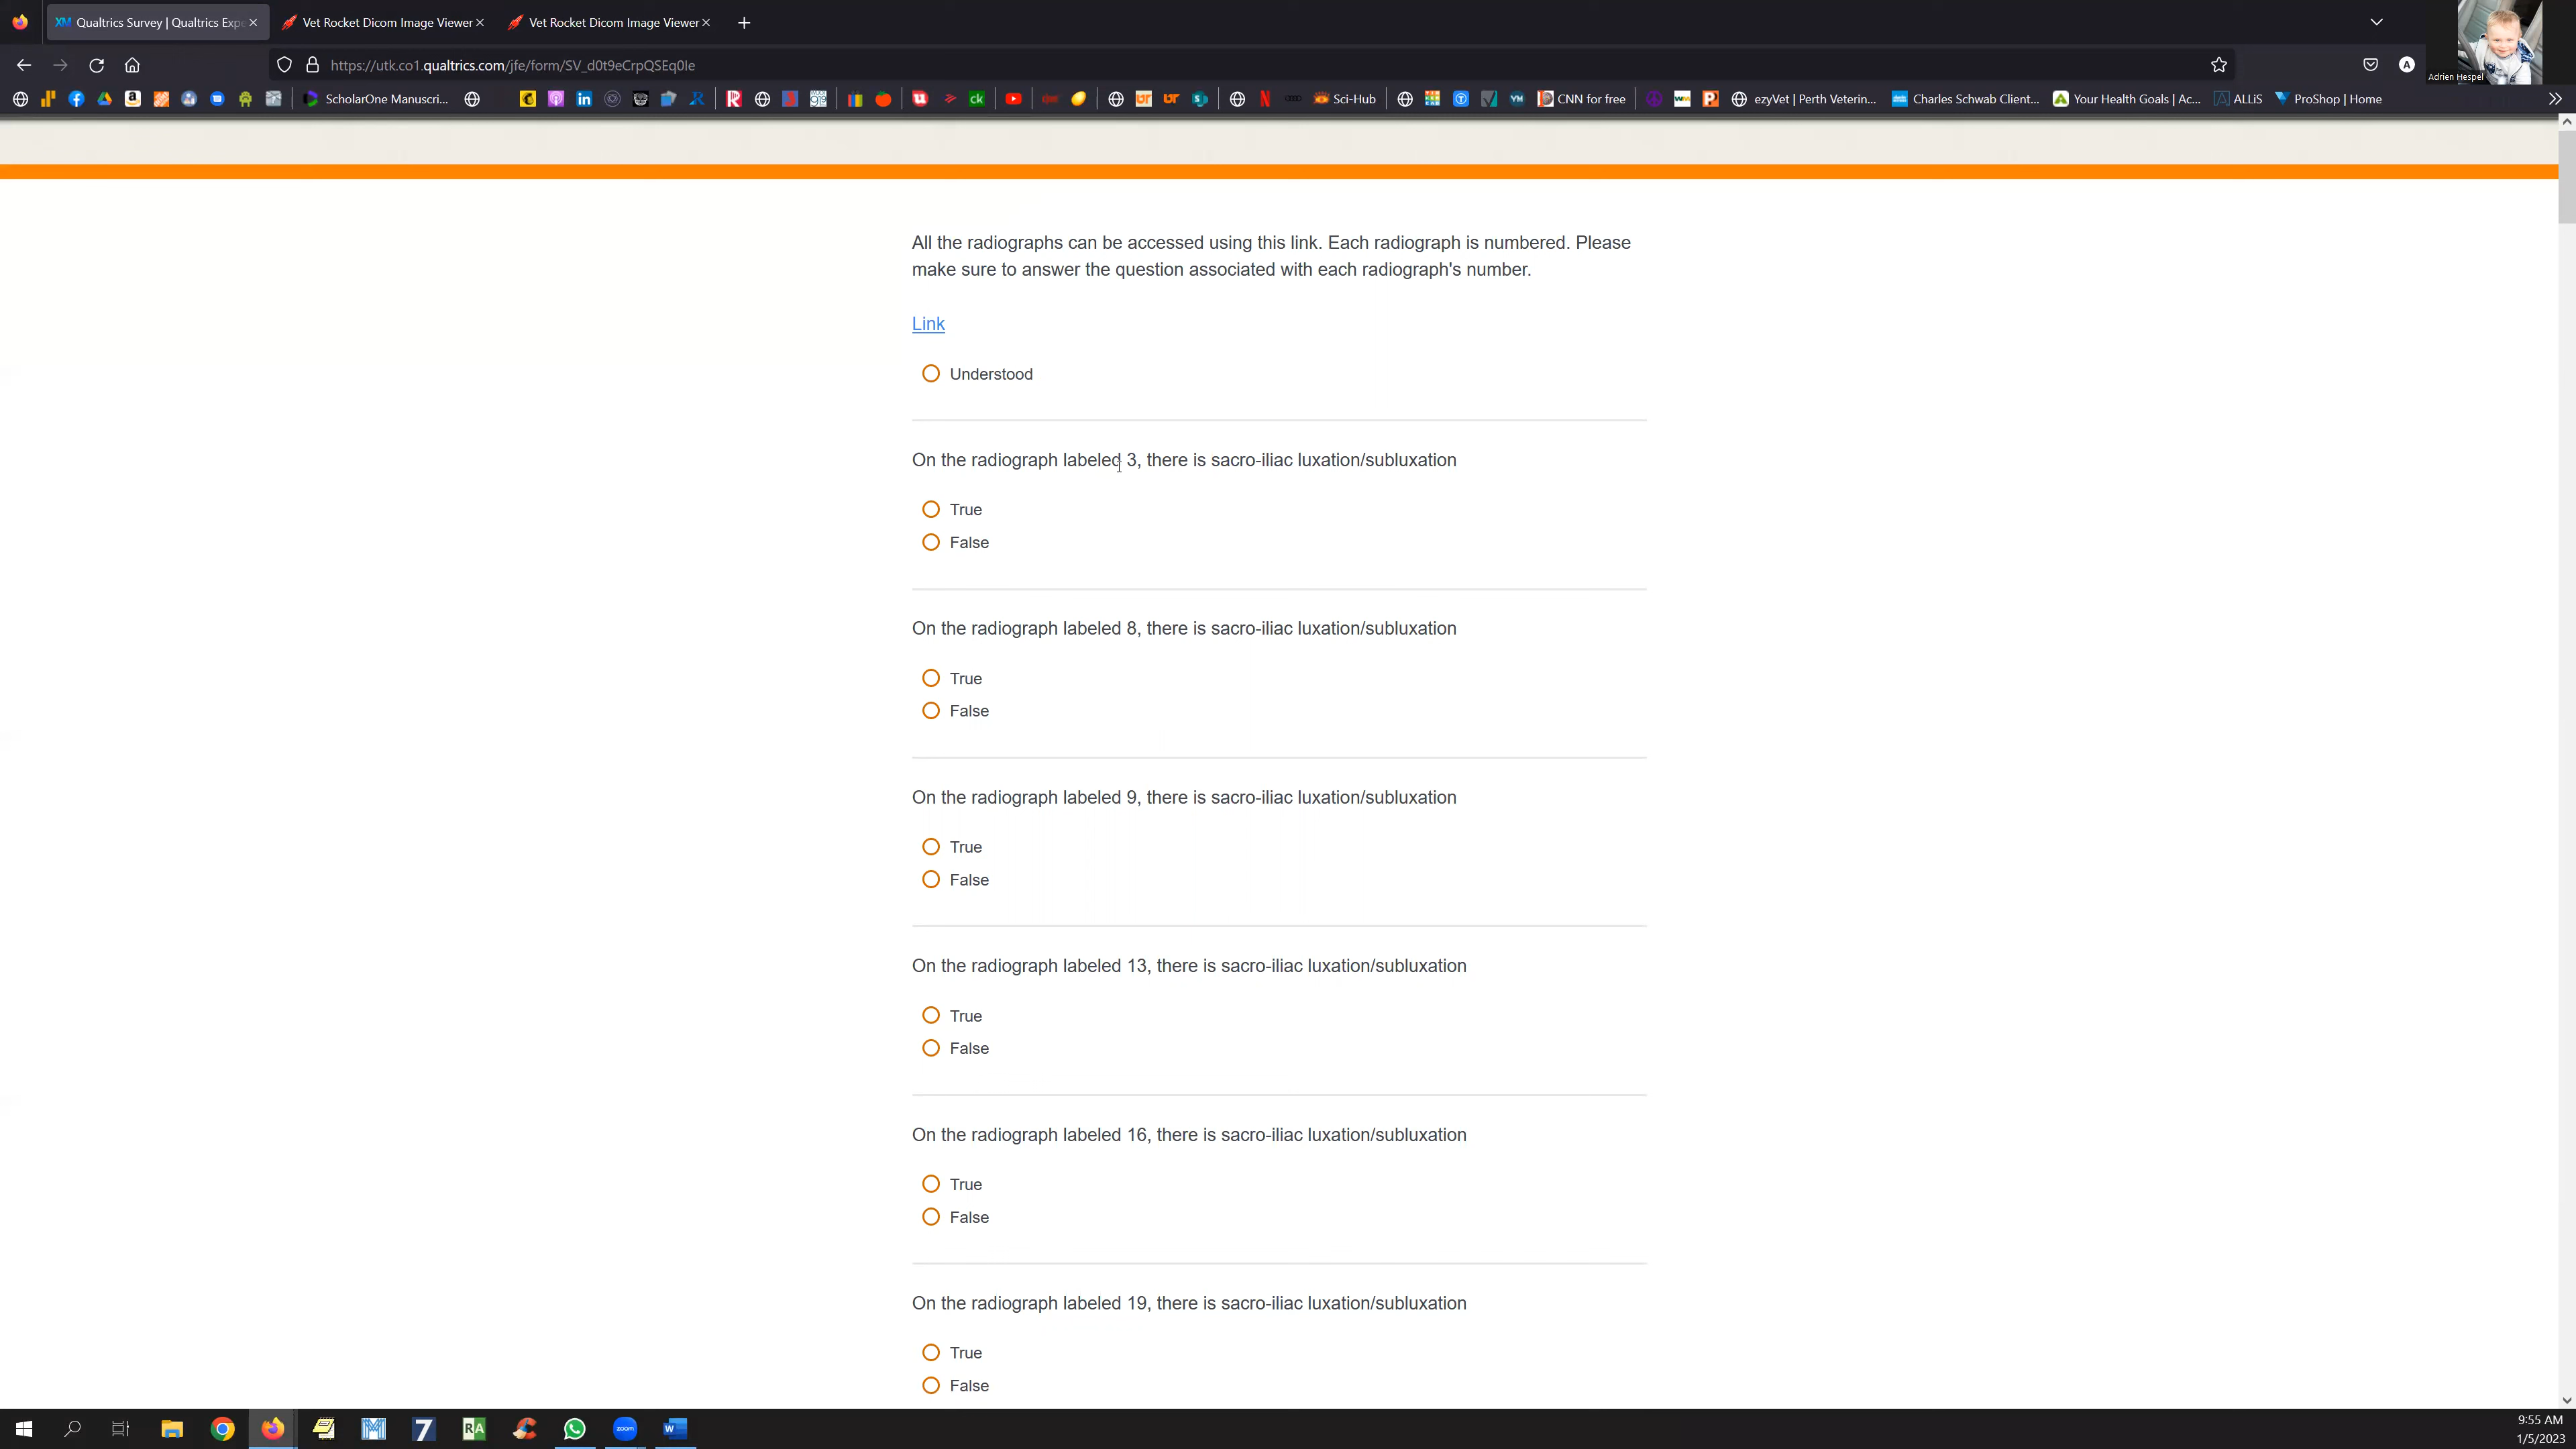 Qualtrics Survey | Qualtrics Exp
Vet Rocket Dicom Image Viewer
Vet Rocket Dicom Image Viewer
https://utk.co1.qualtrics.com/jfe/form/SV_d0t9eCrpQSEq0Ie
Adrien Hespel
ScholarOne Manuscri...
Sci-Hub
CNN for free
ezyVet | Perth Veterin...
Charles Schwab Client...
Your Health Goals | Ac...
ALLiS
ProShop | Home
All the radiographs can be accessed using this link. Each radiograph is numbered. Please
make sure to answer the question associated with each radiograph's number.
Link
Understood
On the radiograph labeled 3, there is sacro-iliac luxation/subluxation
True
False
On the radiograph labeled 8, there is sacro-iliac luxation/subluxation
True
False
On the radiograph labeled 9, there is sacro-iliac luxation/subluxation
True
False
On the radiograph labeled 13, there is sacro-iliac luxation/subluxation
True
False
On the radiograph labeled 16, there is sacro-iliac luxation/subluxation
True
False
On the radiograph labeled 19, there is sacro-iliac luxation/subluxation
True
False
9:55 AM
1/5/2023